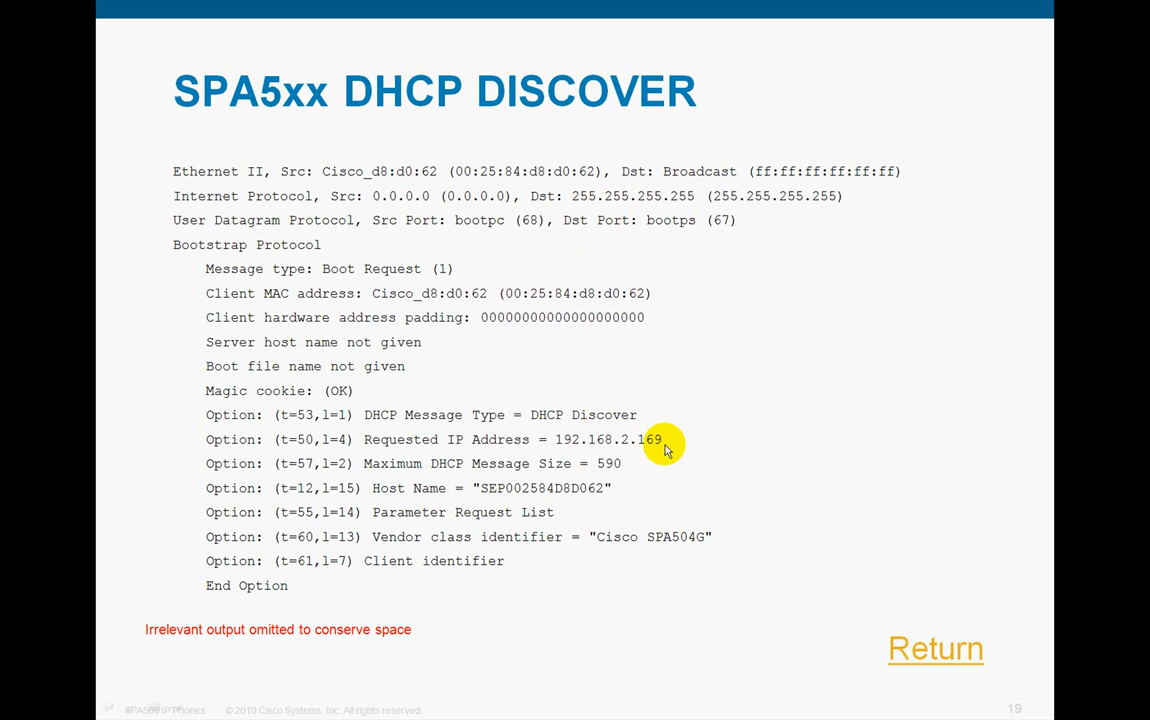 SPA5xx DHCP DISCOVER
Ethernet II, Src: Cisco_d8:d0:62 (00:25:84:d8:d0:62), Dst: Broadcast (ff:ff:ff:ff:ff:ff)
Internet Protocol, Src: 0.0.0.0 (0.0.0.0), Dst: 255.255.255.255 (255.255.255.255)
User Datagram Protocol, Src Port: bootpc (68), Dst Port: bootps (67)
Bootstrap Protocol
Message type: Boot Request (1)
Client MAC address: Cisco_d8:d0:62 (00:25:84:d8:d0:62)
Client hardware address padding: 00000000000000000000
Server host name not given
Boot file name not given
Magic cookie: (OK)
Option: (t=53,l=1) DHCP Message Type = DHCP Discover
Option: (t=50,l=4) Requested IP Address = 192.168.2.169
Option: (t=57,l=2) Maximum DHCP Message Size = 590
Option: (t=12,l=15) Host Name = "SEP002584D8D062"
Option: (t=55,l=14) Parameter Request List
Option: (t=60,l=13) Vendor class identifier = "Cisco SPA504G"
Option: (t=61,l=7) Client identifier
End Option
Irrelevant output omitted to conserve space
Return
SPA500 IP Phones © 2010 Cisco Systems, Inc. All rights reserved. 19